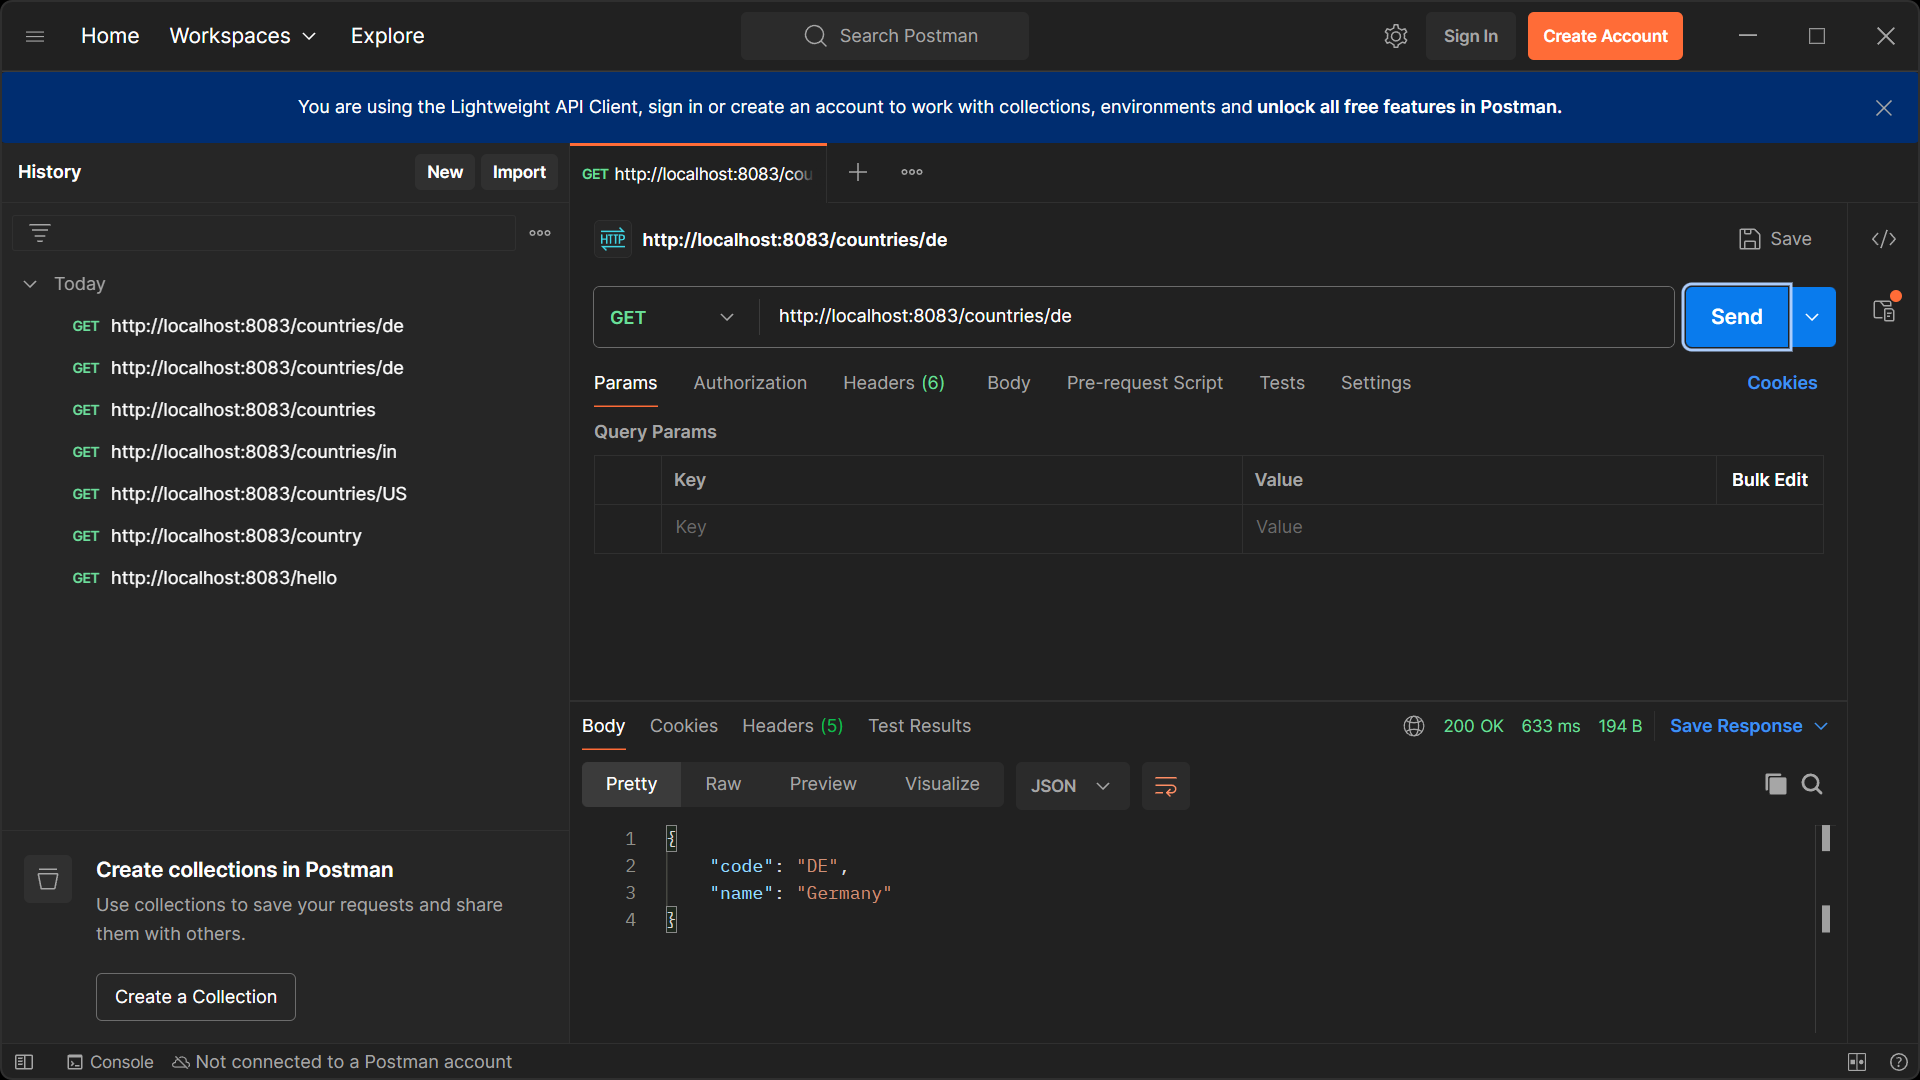 Home Workspaces Explore Search Postman Sign In Create Account
You are using the Lightweight API Client, sign in or create an account to work with collections, environments and unlock all free features in Postman.
History New Import
GET http://localhost:8083/cou
HTTP http://localhost:8083/countries/de Save </>
Today
GET http://localhost:8083/countries/de
GET http://localhost:8083/countries/de
GET http://localhost:8083/countries
GET http://localhost:8083/countries/in
GET http://localhost:8083/countries/US
GET http://localhost:8083/country
GET http://localhost:8083/hello
GET http://localhost:8083/countries/de Send
Params Authorization Headers (6) Body Pre-request Script Tests Settings Cookies
Query Params
Key Value Bulk Edit
Key Value
Body Cookies Headers (5) Test Results 200 OK 633 ms 194 B Save Response
Pretty Raw Preview Visualize JSON
1 {
2 "code": "DE",
3 "name": "Germany"
4 }
Create collections in Postman
Use collections to save your requests and share
them with others.
Create a Collection
Console Not connected to a Postman account